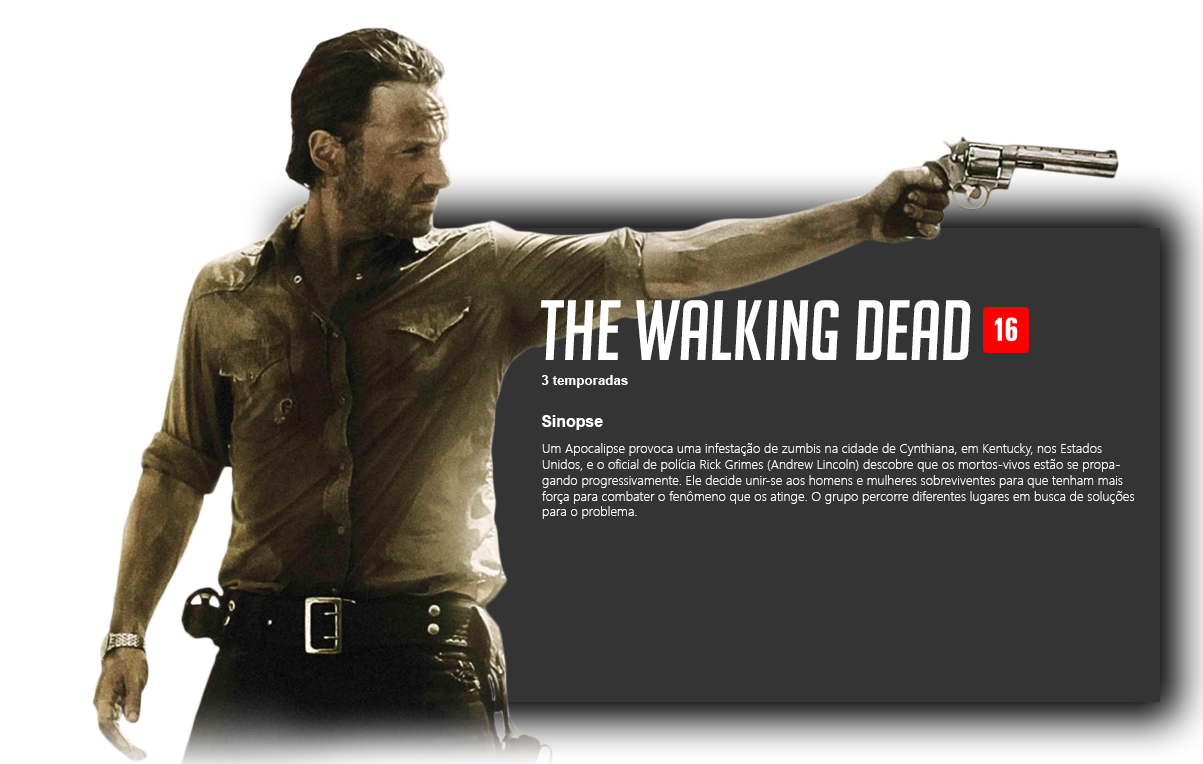 THE WALKING DEAD 16
3 temporadas
Sinopse
Um Apocalipse provoca uma infestação de zumbis na cidade de Cynthiana, em Kentucky, nos Estados
Unidos, e o oficial de polícia Rick Grimes (Andrew Lincoln) descobre que os mortos-vivos estão se propa-
gando progressivamente. Ele decide unir-se aos homens e mulheres sobreviventes para que tenham mais
força para combater o fenômeno que os atinge. O grupo percorre diferentes lugares em busca de soluções
para o problema.